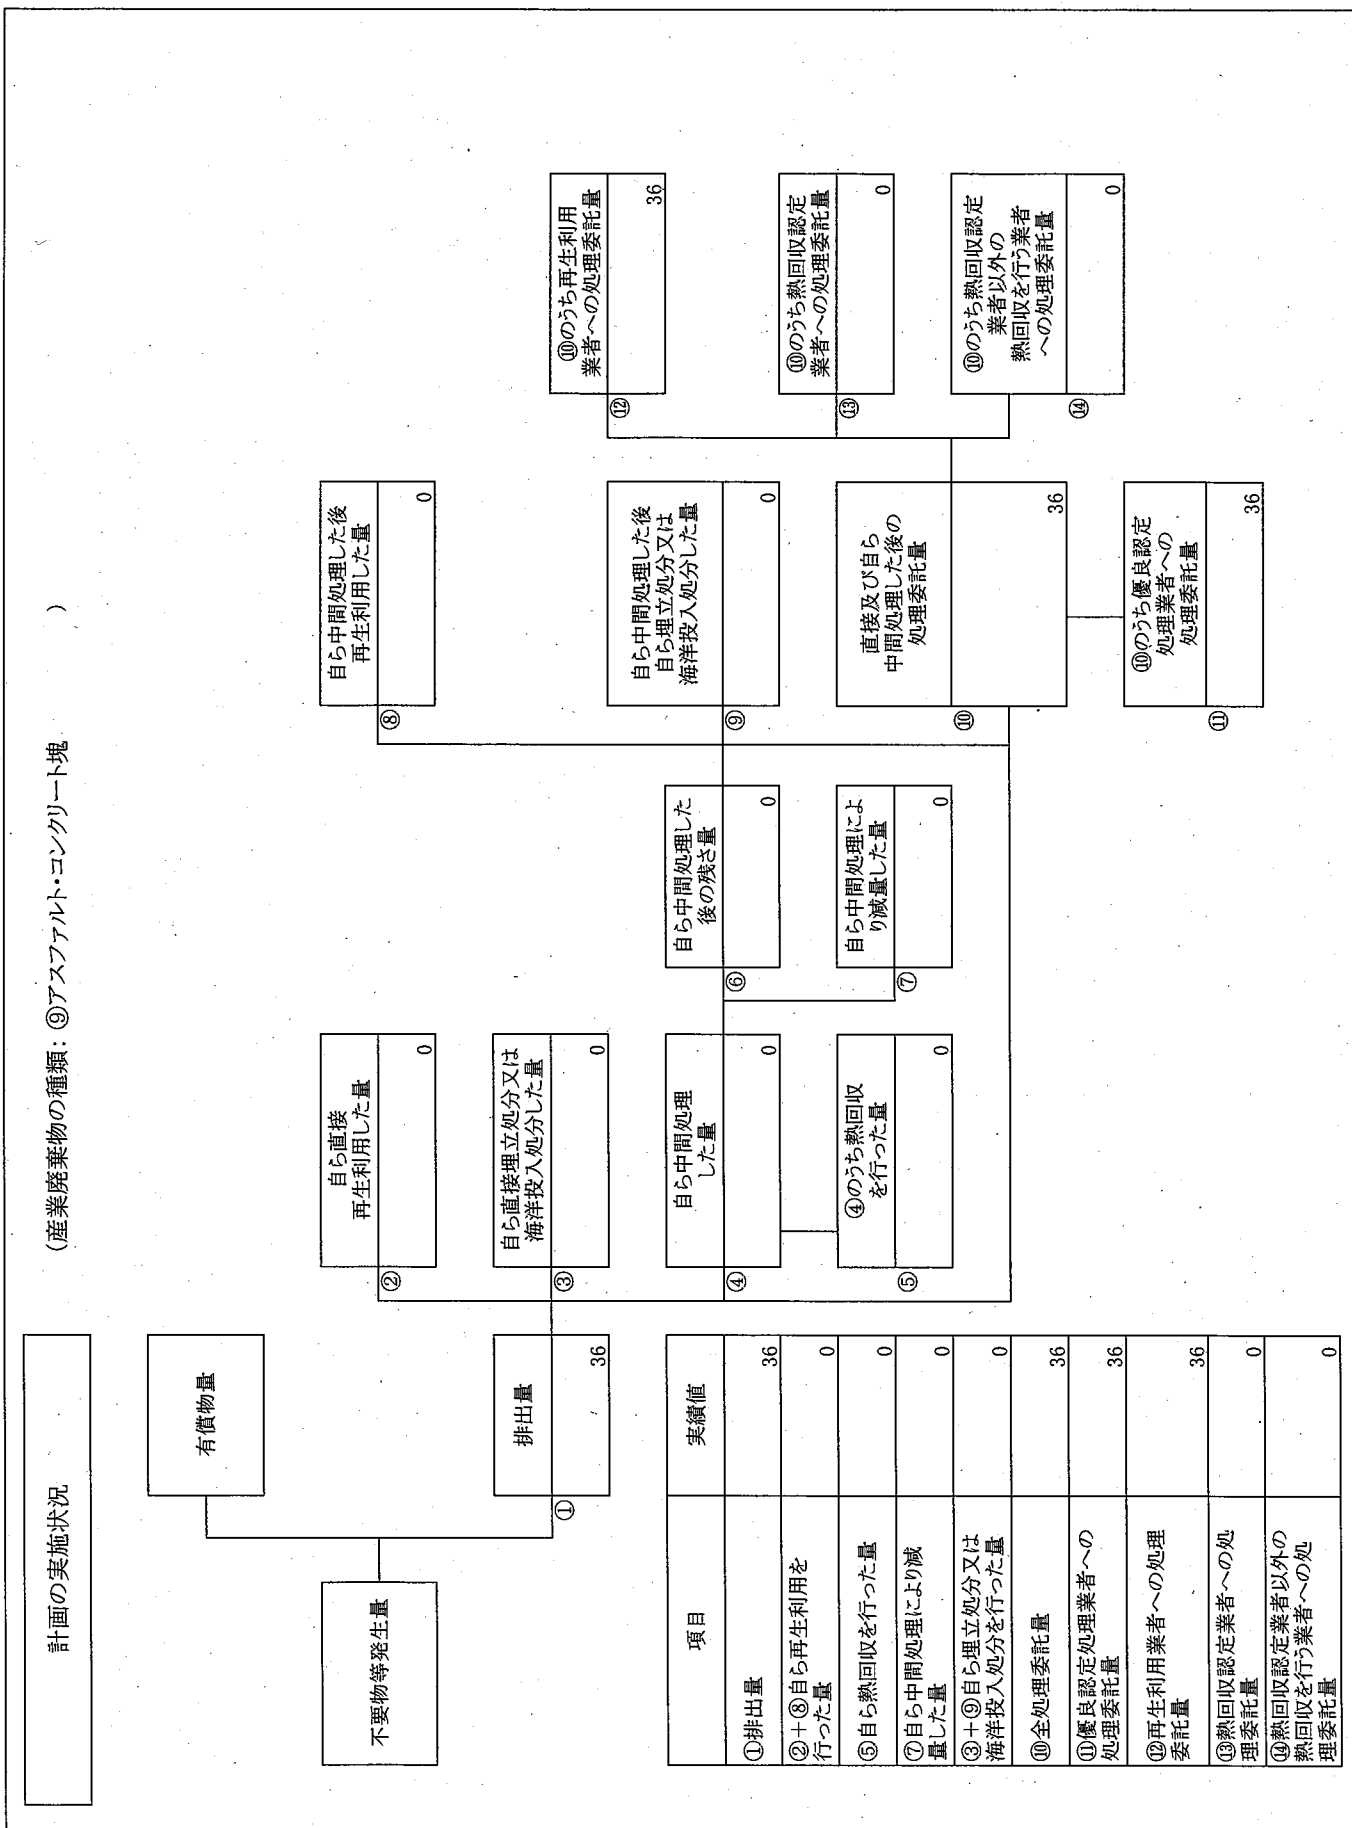 計画の実施状況
(産業廃棄物の種類：⑨アスファルト・コンクリート塊 )
不要物等発生量
有償物量
排出量
①
36
②
自ら直接
再生利用した量
0
③
自ら直接埋立処分又は
海洋投入処分した量
0
④
自ら中間処理
した量
0
⑤
④のうち熱回収
を行った量
0
⑥
自ら中間処理した
後の残さ量
0
⑦
自ら中間処理によ
り減量した量
0
⑧
自ら中間処理した後
再生利用した量
0
⑨
自ら中間処理した後
自ら埋立処分又は
海洋投入処分した量
0
⑩
直接及び自ら
中間処理した後の
処理委託量
36
⑪
⑩のうち優良認定
処理業者への
処理委託量
36
⑫
⑩のうち再生利用
業者への処理委託量
36
⑬
⑩のうち熱回収認定
業者への処理委託量
0
⑭
⑩のうち熱回収認定
業者以外の
熱回収を行う業者
への処理委託量
0
項目 実績値
①排出量 36
②＋⑧自ら再生利用を
行った量 0
⑤自ら熱回収を行った量 0
⑦自ら中間処理により減
量した量 0
③＋⑨自ら埋立処分又は
海洋投入処分を行った量 0
⑩全処理委託量 36
⑪優良認定処理業者への
処理委託量 36
⑫再生利用業者への処理
委託量 36
⑬熱回収認定業者への処
理委託量 0
⑭熱回収認定業者以外の
熱回収を行う業者への処
理委託量 0